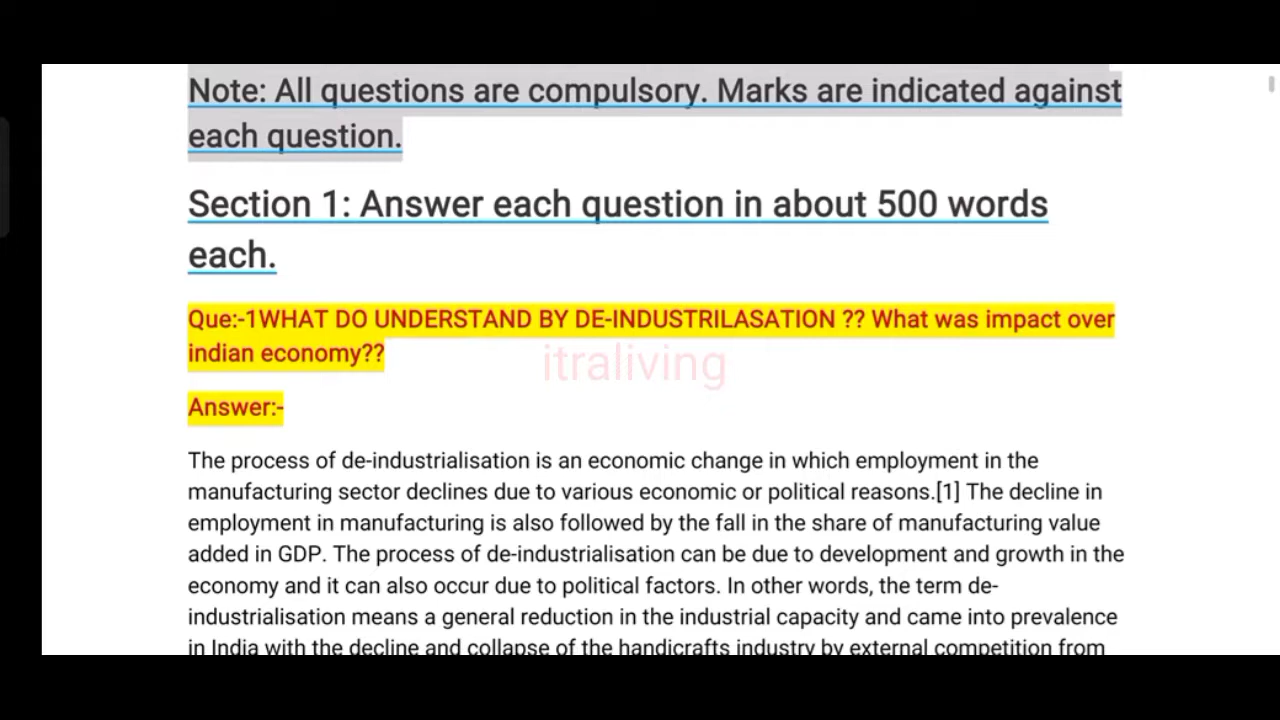 Note: All questions are compulsory. Marks are indicated against
each question.
Section 1: Answer each question in about 500 words
each.
Que:-1WHAT DO UNDERSTAND BY DE-INDUSTRILASATION ?? What was impact over
indian economy??
itraliving
Answer:-
The process of de-industrialisation is an economic change in which employment in the
manufacturing sector declines due to various economic or political reasons.[1] The decline in
employment in manufacturing is also followed by the fall in the share of manufacturing value
added in GDP. The process of de-industrialisation can be due to development and growth in the
economy and it can also occur due to political factors. In other words, the term de-
industrialisation means a general reduction in the industrial capacity and came into prevalence
in India with the decline and collapse of the handicrafts industry by external competition from